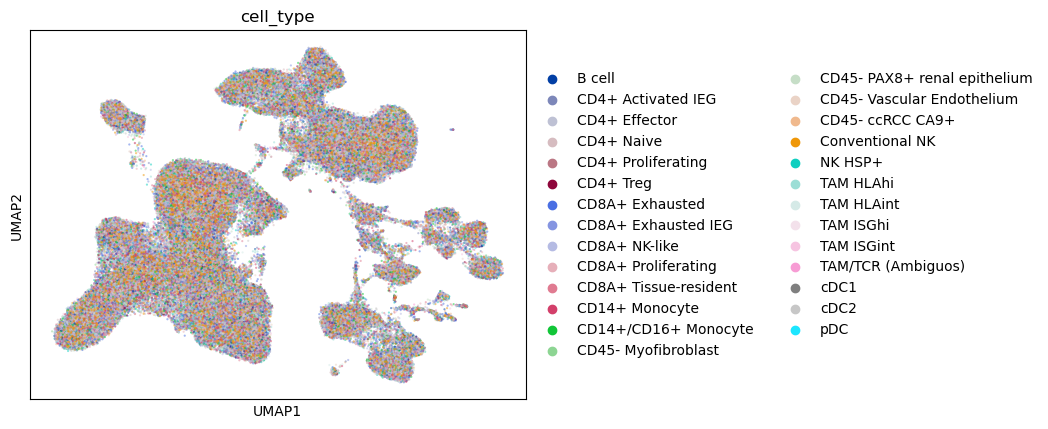 cell_type
UMAP2
UMAP1
B cell
CD4+ Activated IEG
CD4+ Effector
CD4+ Naive
CD4+ Proliferating
CD4+ Treg
CD8A+ Exhausted
CD8A+ Exhausted IEG
CD8A+ NK-like
CD8A+ Proliferating
CD8A+ Tissue-resident
CD14+ Monocyte
CD14+/CD16+ Monocyte
CD45- Myofibroblast
CD45- PAX8+ renal epithelium
CD45- Vascular Endothelium
CD45- ccRCC CA9+
Conventional NK
NK HSP+
TAM HLAhi
TAM HLAint
TAM ISGhi
TAM ISGint
TAM/TCR (Ambiguos)
cDC1
cDC2
pDC